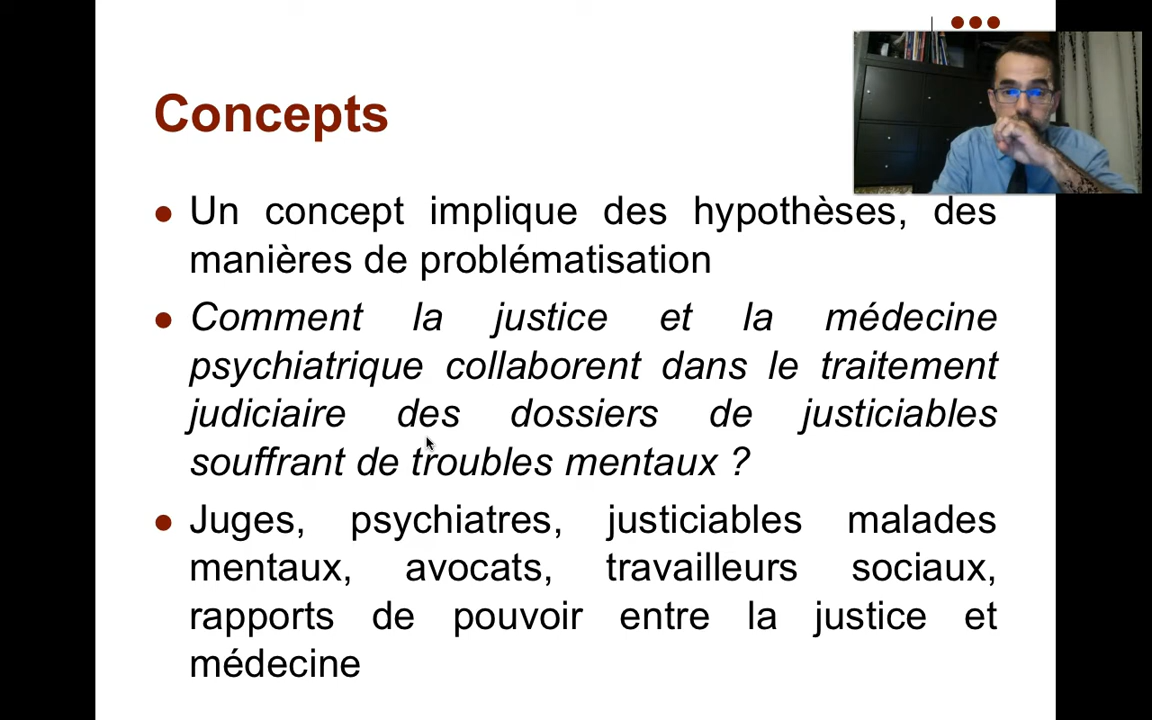 Concepts
Un concept implique des hypothèses, des
manières de problématisation
Comment la justice et la médecine
psychiatrique collaborent dans le traitement
judiciaire des dossiers de justiciables
souffrant de troubles mentaux ?
Juges, psychiatres, justiciables malades
mentaux, avocats, travailleurs sociaux,
rapports de pouvoir entre la justice et
médecine